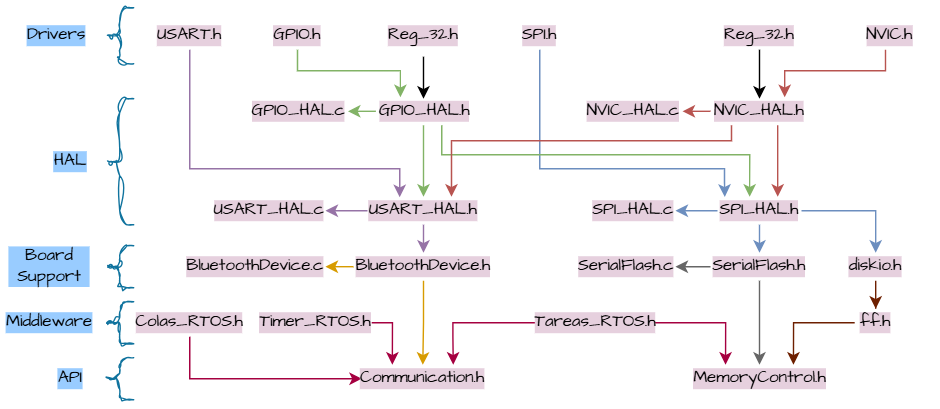 Drivers
USART.h
GPIO.h
Reg_32.h
SPI.h
Reg_32.h
NVIC.h
GPIO_HAL.c
GPIO_HAL.h
NVIC_HAL.c
NVIC_HAL.h
HAL
USART_HAL.c
USART_HAL.h
SPI_HAL.c
SPI_HAL.h
Board
Support
BluetoothDevice.c
BluetoothDevice.h
SerialFlash.c
SerialFlash.h
diskio.h
Middleware
Colas_RTOS.h
Timer_RTOS.h
Tareas_RTOS.h
ff.h
API
Communication.h
MemoryControl.h